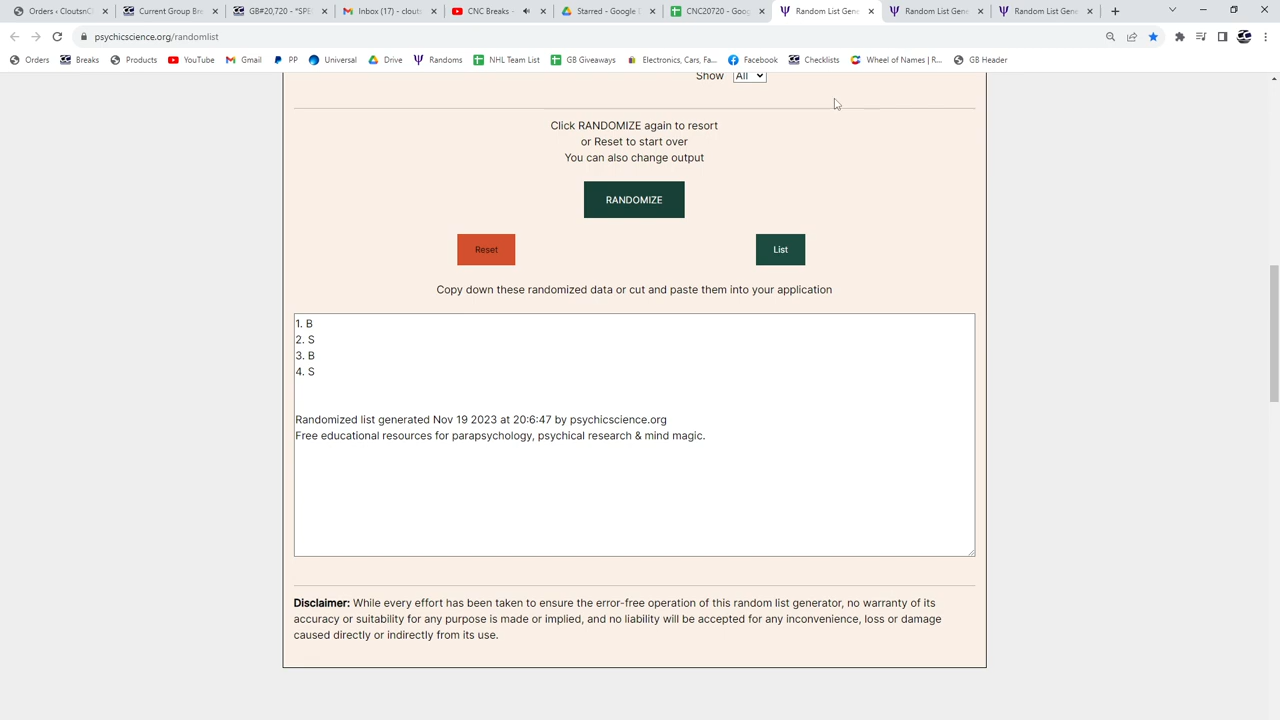 Orders < CloutsnC
Current Group Bre
GB#20,720 - "SPE
Inbox (17) - clout
CNC Breaks -
Starred - Google D
CNC20720 - Goog
Random List Gene
Random List Gene
Random List Gene
psychicscience.org/randomlist
Orders
Breaks
Products
YouTube
Gmail
PP
Universal
Drive
Randoms
NHL Team List
GB Giveaways
Electronics, Cars, Fa...
Facebook
Checklists
Wheel of Names | R...
GB Header
Show All
Click RANDOMIZE again to resort
or Reset to start over
You can also change output
RANDOMIZE
Reset
List
Copy down these randomized data or cut and paste them into your application
1. B
2. S
3. B
4. S
Randomized list generated Nov 19 2023 at 20:6:47 by psychicscience.org
Free educational resources for parapsychology, psychical research & mind magic.
Disclaimer: While every effort has been taken to ensure the error-free operation of this random list generator, no warranty of its
accuracy or suitability for any purpose is made or implied, and no liability will be accepted for any inconvenience, loss or damage
caused directly or indirectly from its use.